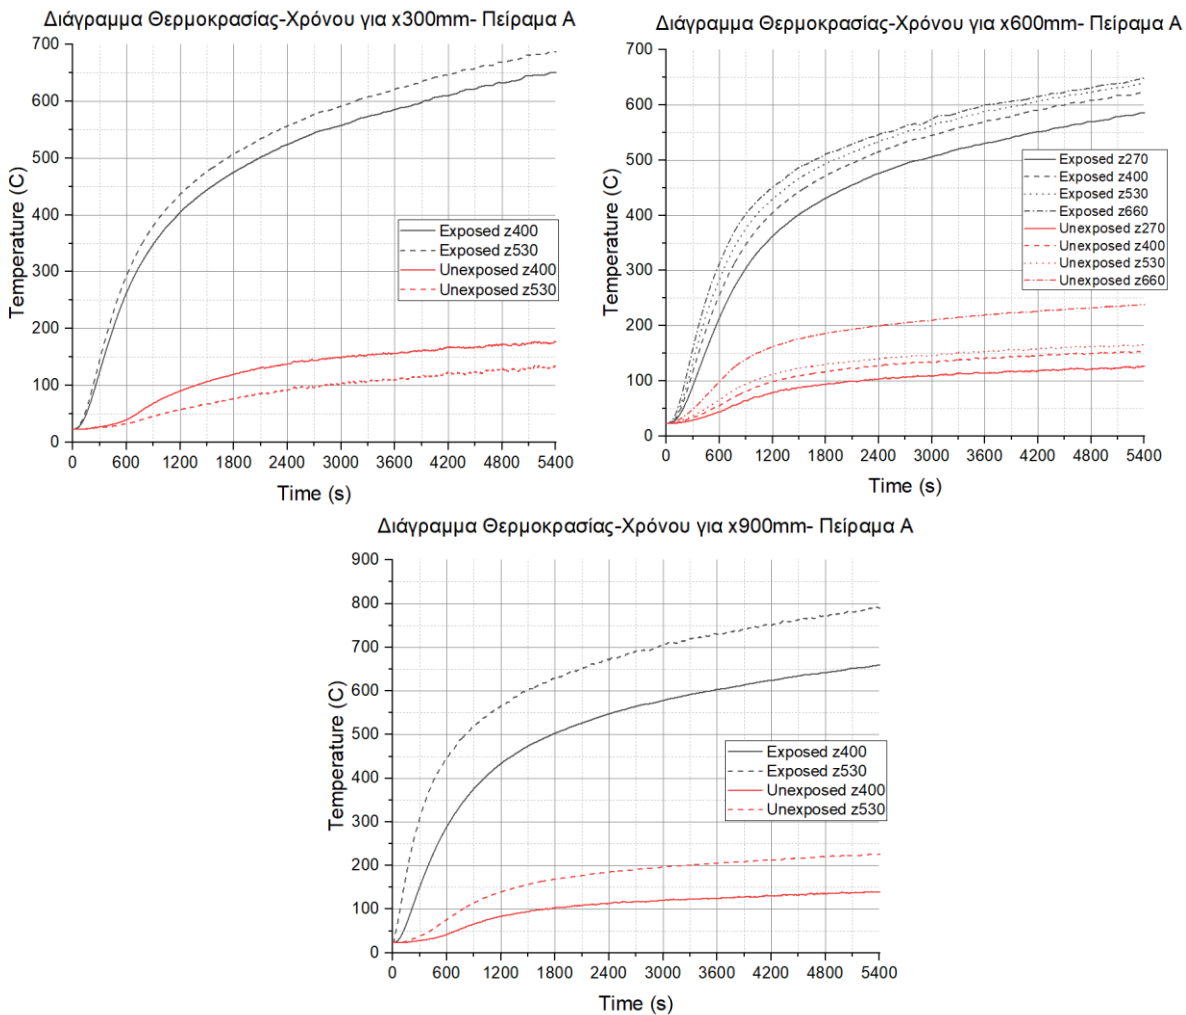 Διάγραμμα Θερμοκρασίας-Χρόνου για x300mm- Πείραμα Α
700
600
500
400
300
200
100
0
Temperature (C)
Exposed z400
Exposed z530
Unexposed z400
Unexposed z530
0 600 1200 1800 2400 3000 3600 4200 4800 5400
Time (s)
Διάγραμμα Θερμοκρασίας-Χρόνου για x600mm- Πείραμα Α
700
600
500
400
300
200
100
0
Temperature (C)
Exposed z270
Exposed z400
Exposed z530
Exposed z660
Unexposed z270
Unexposed z400
Unexposed z530
Unexposed z660
0 600 1200 1800 2400 3000 3600 4200 4800 5400
Time (s)
Διάγραμμα Θερμοκρασίας-Χρόνου για x900mm- Πείραμα Α
900
800
700
600
500
400
300
200
100
0
Temperature (C)
Exposed z400
Exposed z530
Unexposed z400
Unexposed z530
0 600 1200 1800 2400 3000 3600 4200 4800 5400
Time (s)